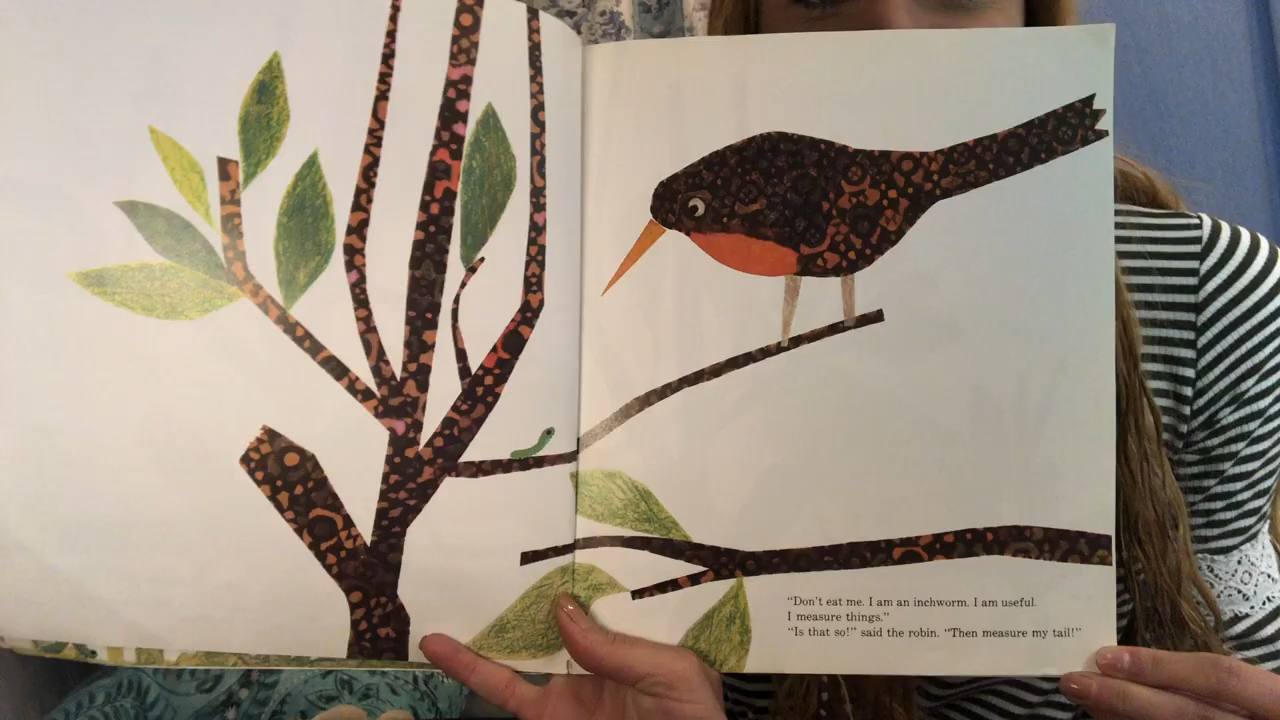 “Don’t eat me. I am an inchworm. I am useful.
I measure things.”
“Is that so!” said the robin. “Then measure my tail!”